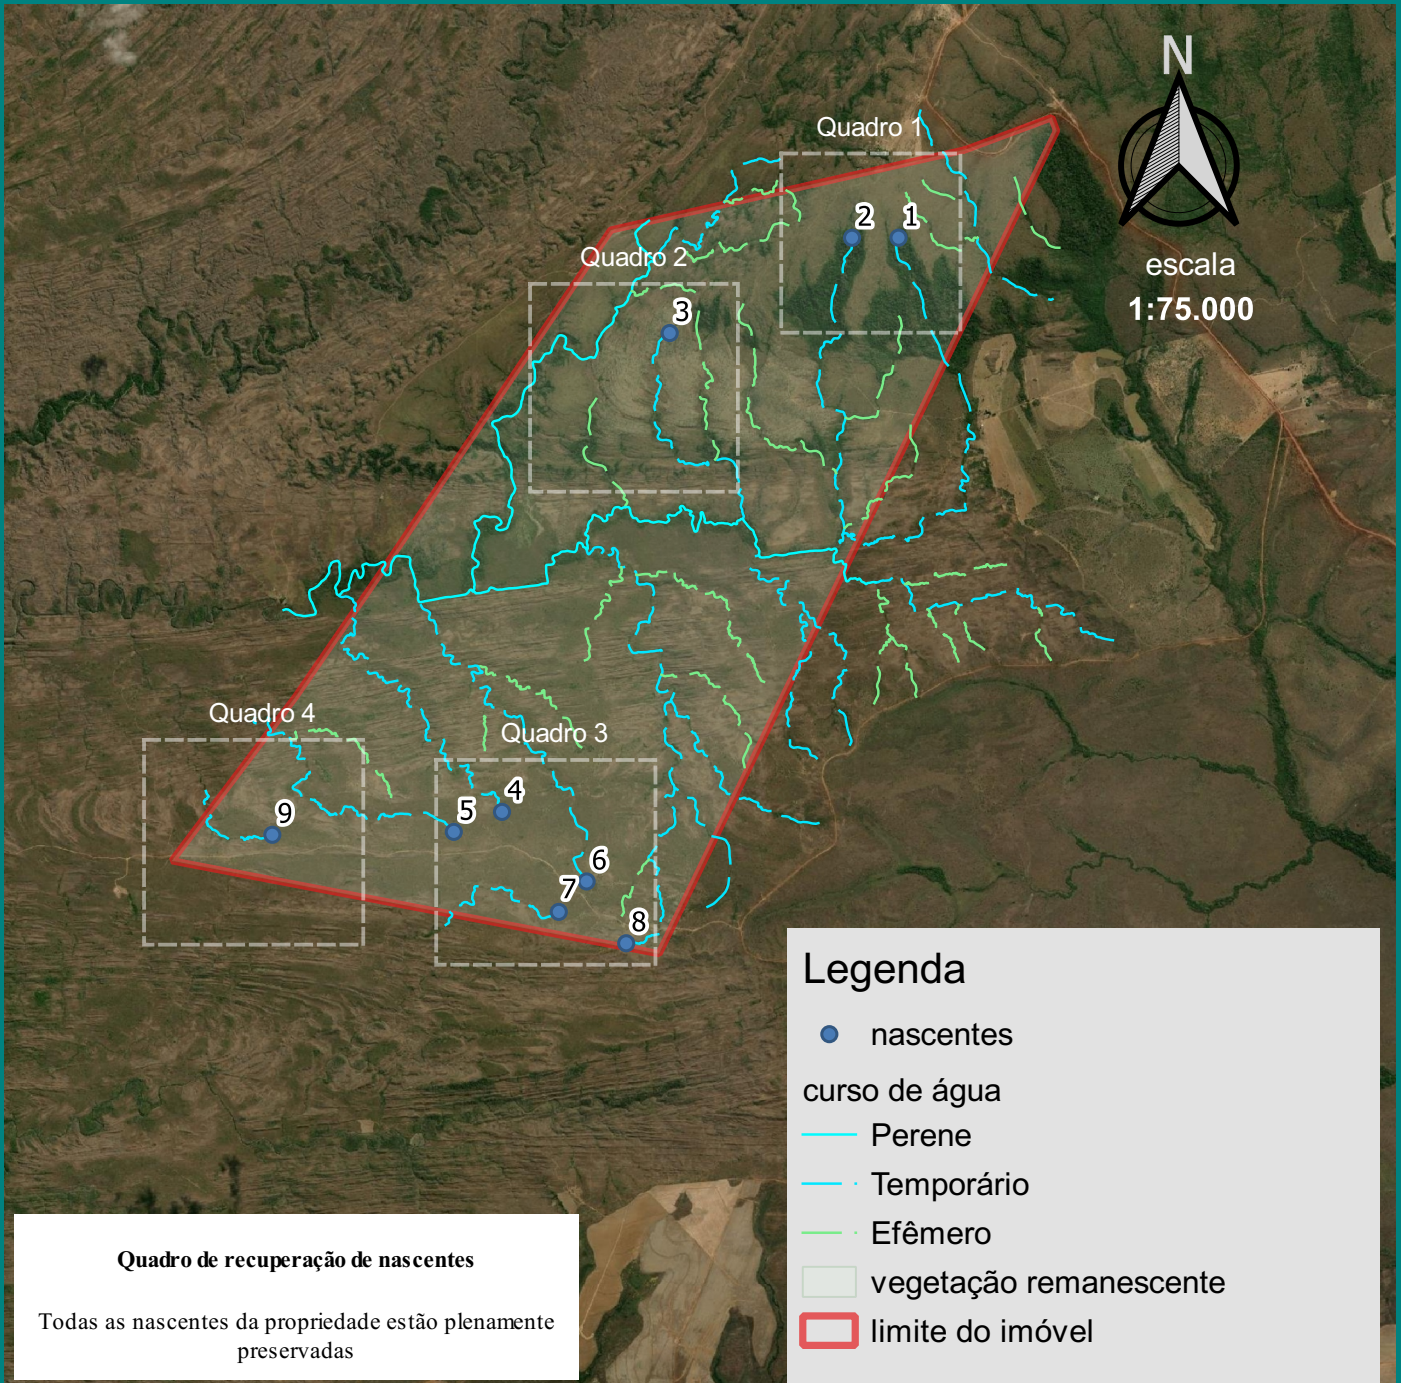 N
escala
1:75.000
Quadro 1
2
1
Quadro 2
3
Quadro 4
Quadro 3
9
5
4
6
7
8
Legenda
nascentes
curso de água
Perene
Temporário
Efêmero
vegetação remanescente
limite do imóvel
Quadro de recuperação de nascentes
Todas as nascentes da propriedade estão plenamente
preservadas